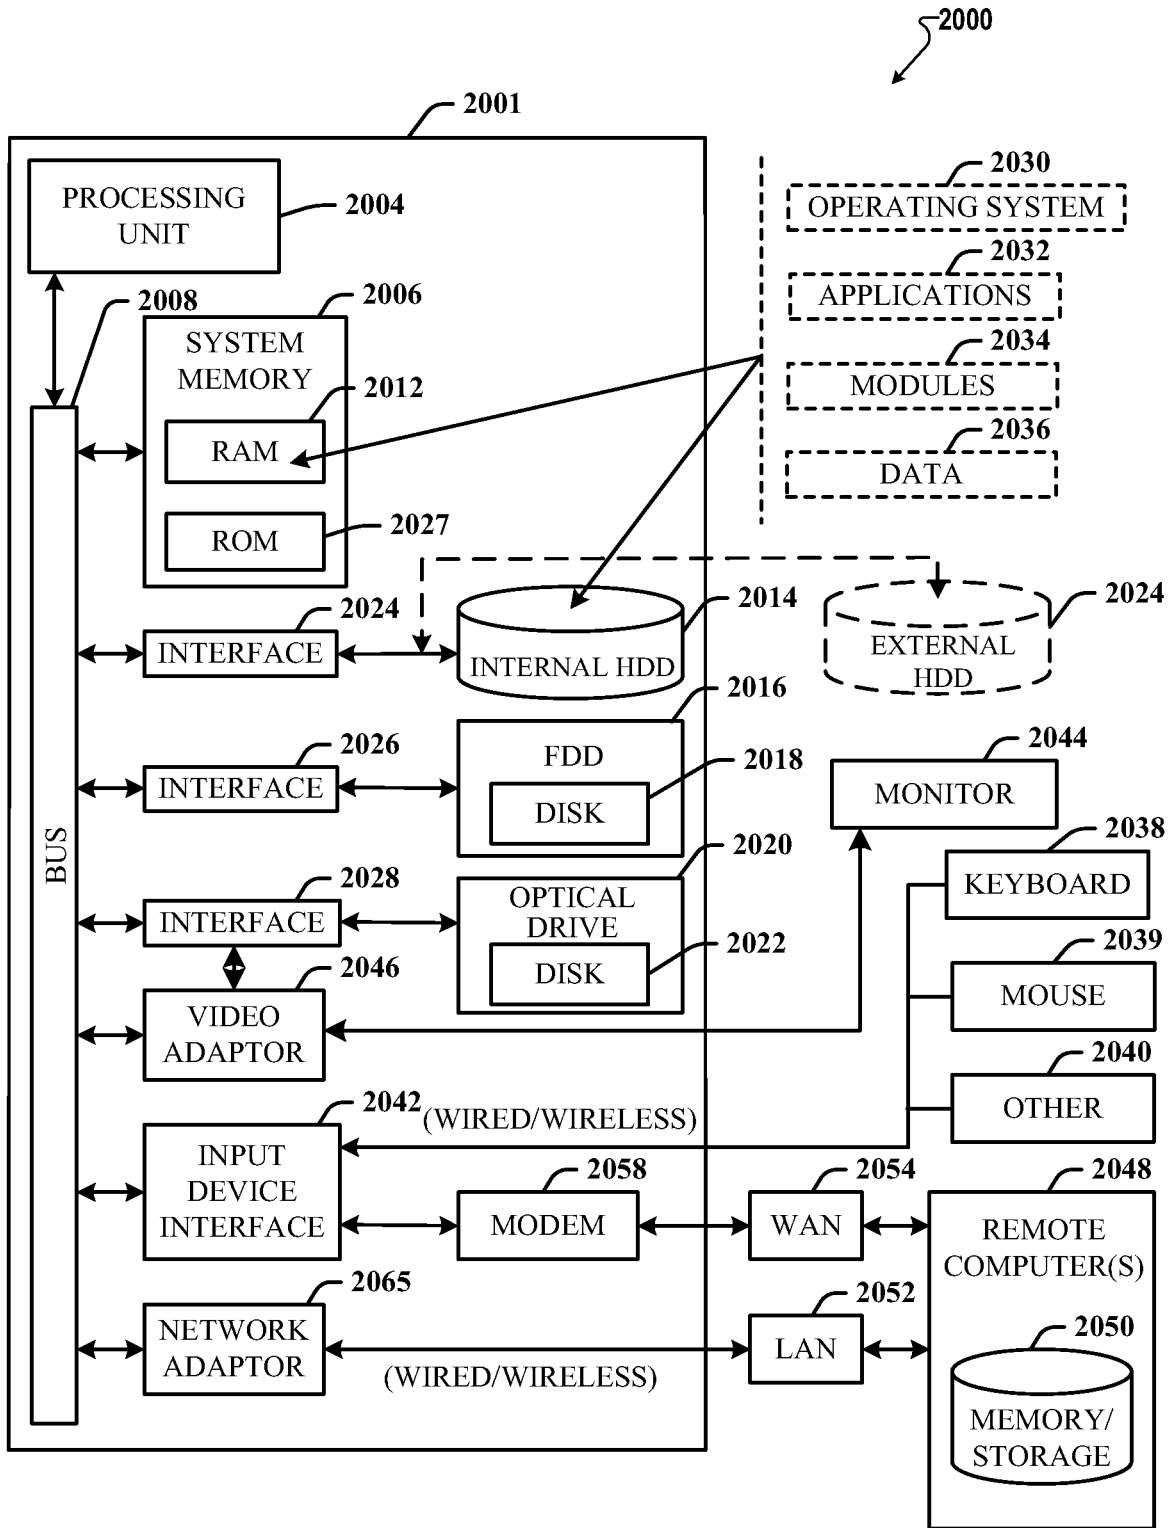 2000
2001
PROCESSING
UNIT
2004
2030
OPERATING SYSTEM
2008
2006
2032
APPLICATIONS
SYSTEM
MEMORY
2034
MODULES
2012
RAM
2036
DATA
2027
ROM
2024
INTERFACE
2014
INTERNAL HDD
2024
EXTERNAL
HDD
2016
FDD
2026
INTERFACE
2018
DISK
2044
MONITOR
BUS
2038
KEYBOARD
2020
OPTICAL
DRIVE
2028
INTERFACE
2022
DISK
2039
MOUSE
2046
VIDEO
ADAPTOR
2040
OTHER
2042
(WIRED/WIRELESS)
INPUT
DEVICE
INTERFACE
2058
MODEM
2054
WAN
2048
REMOTE
COMPUTER(S)
2065
NETWORK
ADAPTOR
(WIRED/WIRELESS)
2052
LAN
2050
MEMORY/
STORAGE